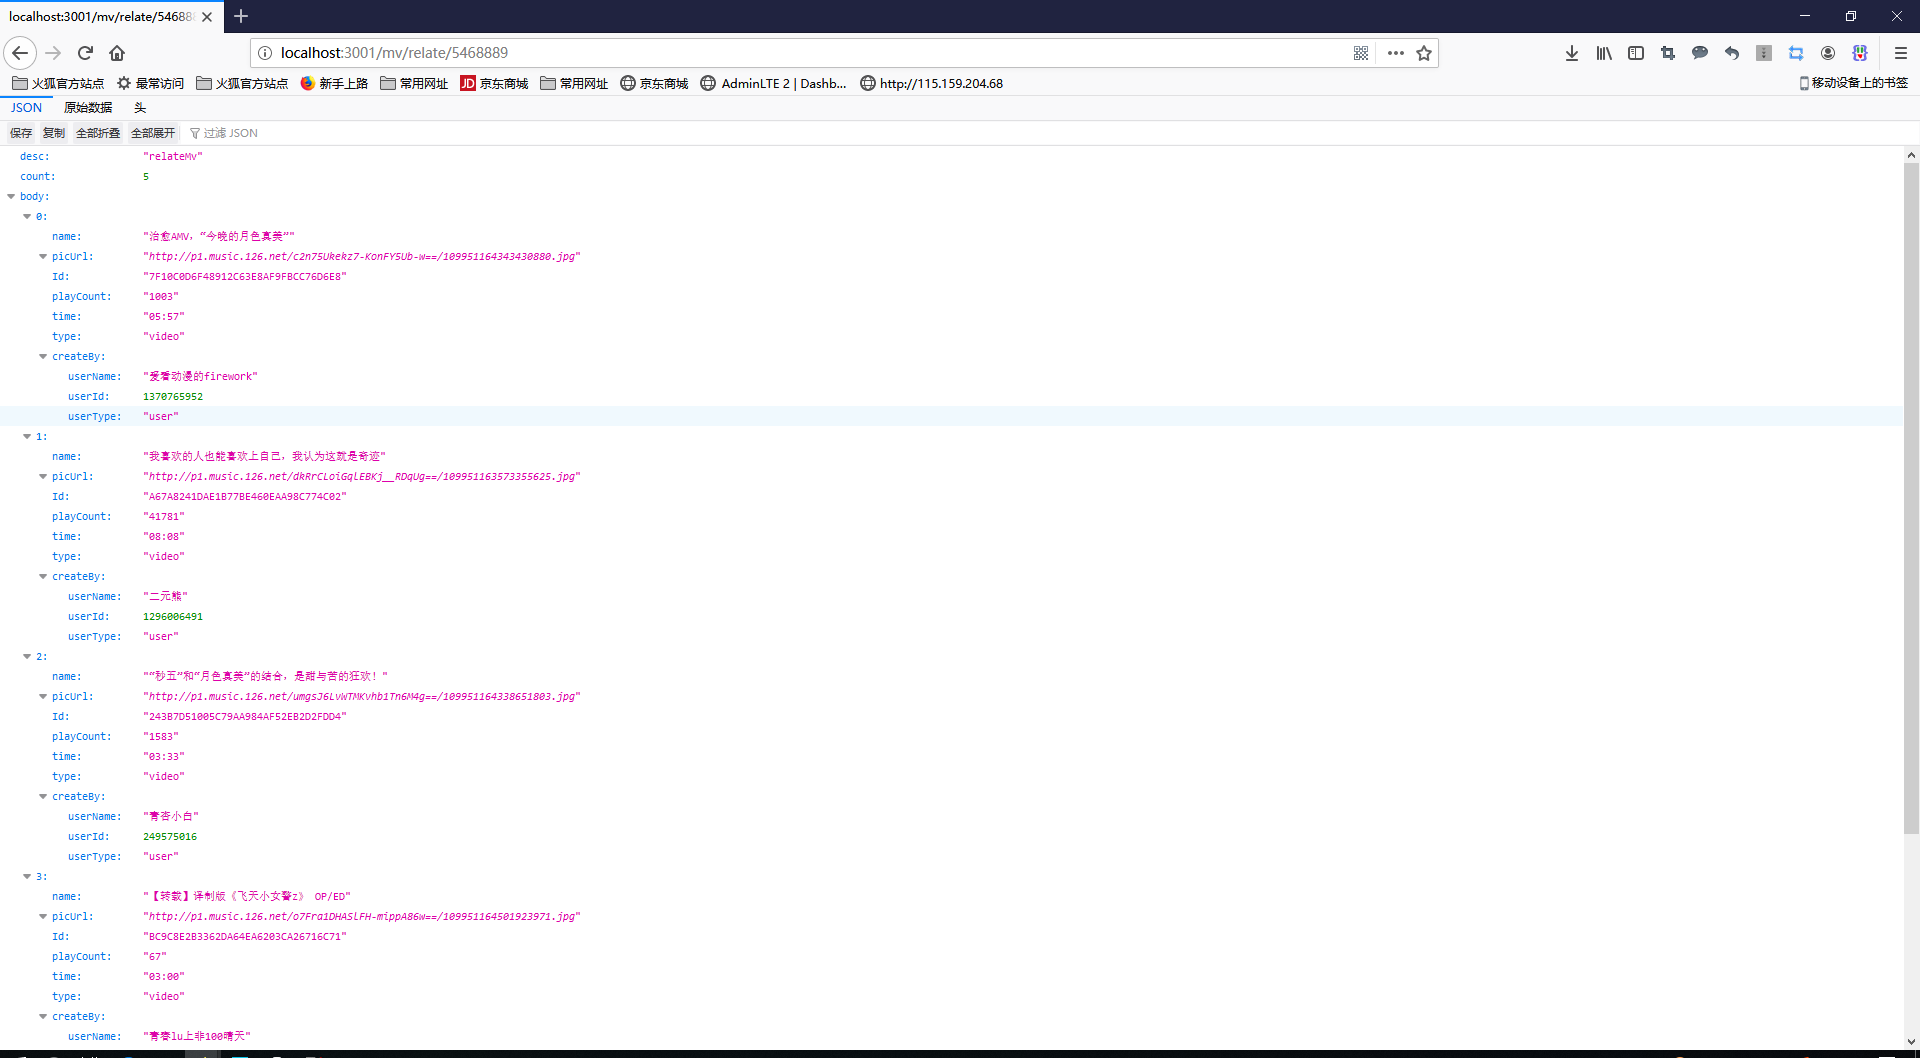 localhost:3001/mv/relate/546888
localhost:3001/mv/relate/5468889
火狐官方站点 最常访问 火狐官方站点 新手上路 常用网址 JD 京东商城 常用网址 京东商城 AdminLTE 2 | Dashb... http://115.159.204.68 移动设备上的书签
JSON 原始数据 头
保存 复制 全部折叠 全部展开 过滤 JSON
desc: "relateMv"
count: 5
body:
0:
name: "治愈AMV，“今晚的月色真美”"
picUrl: "http://p1.music.126.net/c2n75Ukekz7-KonFY5Ub-w==/109951164343430880.jpg"
Id: "7F10C0D6F48912C63E8AF9FBCC76D6E8"
playCount: "1003"
time: "05:57"
type: "video"
createBy:
userName: "爱看动漫的firework"
userId: 1370765952
userType: "user"
1:
name: "我喜欢的人也能喜欢上自己，我认为这就是奇迹"
picUrl: "http://p1.music.126.net/dkRrCLoiGqlEBKj__RDqUg==/109951163573355625.jpg"
Id: "A67A8241DAE1B77BE460EAA98C774C02"
playCount: "41781"
time: "08:08"
type: "video"
createBy:
userName: "二元熊"
userId: 1296006491
userType: "user"
2:
name: "“秒五”和“月色真美”的结合，是甜与苦的狂欢！"
picUrl: "http://p1.music.126.net/umgsJ6LvWTMKvhb1Tn6M4g==/109951164338651803.jpg"
Id: "243B7D51005C79AA984AF52EB2D2FDD4"
playCount: "1583"
time: "03:33"
type: "video"
createBy:
userName: "青杏小白"
userId: 249575016
userType: "user"
3:
name: "【转载】译制版《飞天小女警z》 OP/ED"
picUrl: "http://p1.music.126.net/o7Fra1DHASlFH-mippA86w==/109951164501923971.jpg"
Id: "BC9C8E2B3362DA64EA6203CA26716C71"
playCount: "67"
time: "03:00"
type: "video"
createBy:
userName: "青春lu上非100晴天"